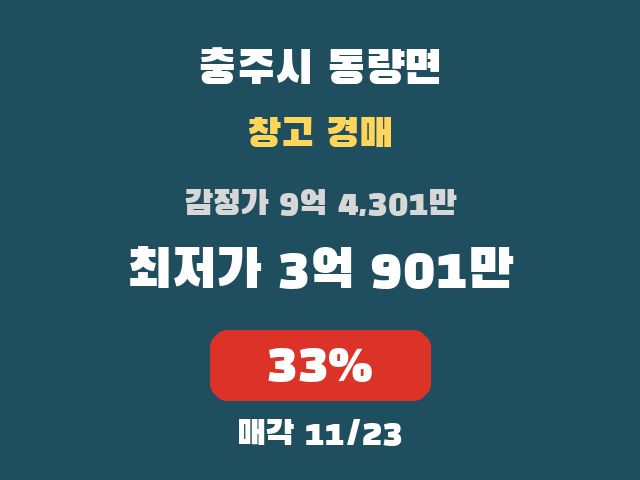 충주시 동량면
창고 경매
감정가 9억 4,301만
최저가 3억 901만
33%
매각 11/23